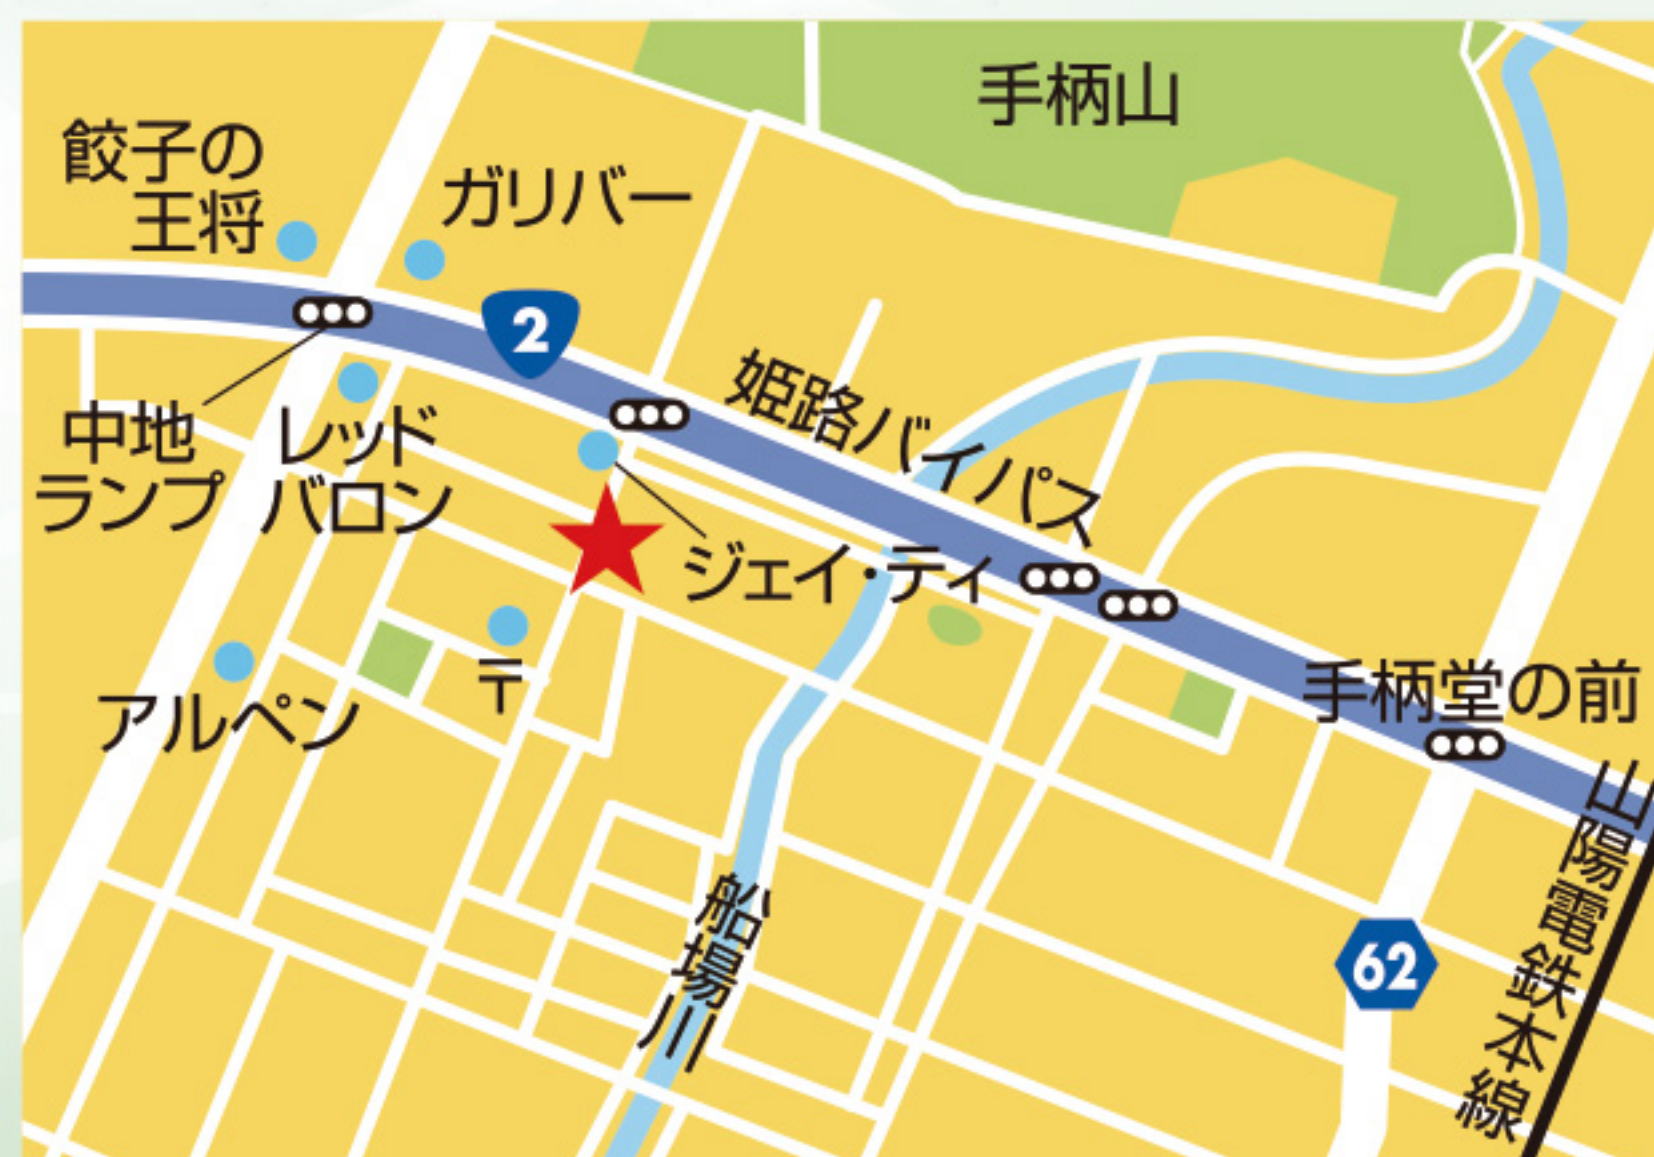 手柄山
餃子の
王将
ガリバー
2
姫路バイパス
中地
ランプ
レッド
バロン
ジェイ・ティ
〒
アルペン
手柄堂の前
船場川
62
山陽電鉄本線